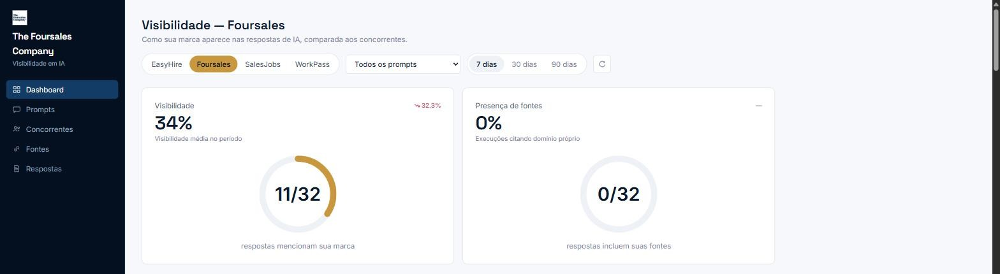 The
Foursales
Company
The Foursales
Company
Visibilidade em IA
Dashboard
Prompts
Concorrentes
Fontes
Respostas
Visibilidade — Foursales
Como sua marca aparece nas respostas de IA, comparada aos concorrentes.
EasyHire Foursales SalesJobs WorkPass
Todos os prompts
7 dias 30 dias 90 dias
Visibilidade
32.3%
34%
Visibilidade média no período
11/32
respostas mencionam sua marca
Presença de fontes
—
0%
Execuções citando domínio próprio
0/32
respostas incluem suas fontes